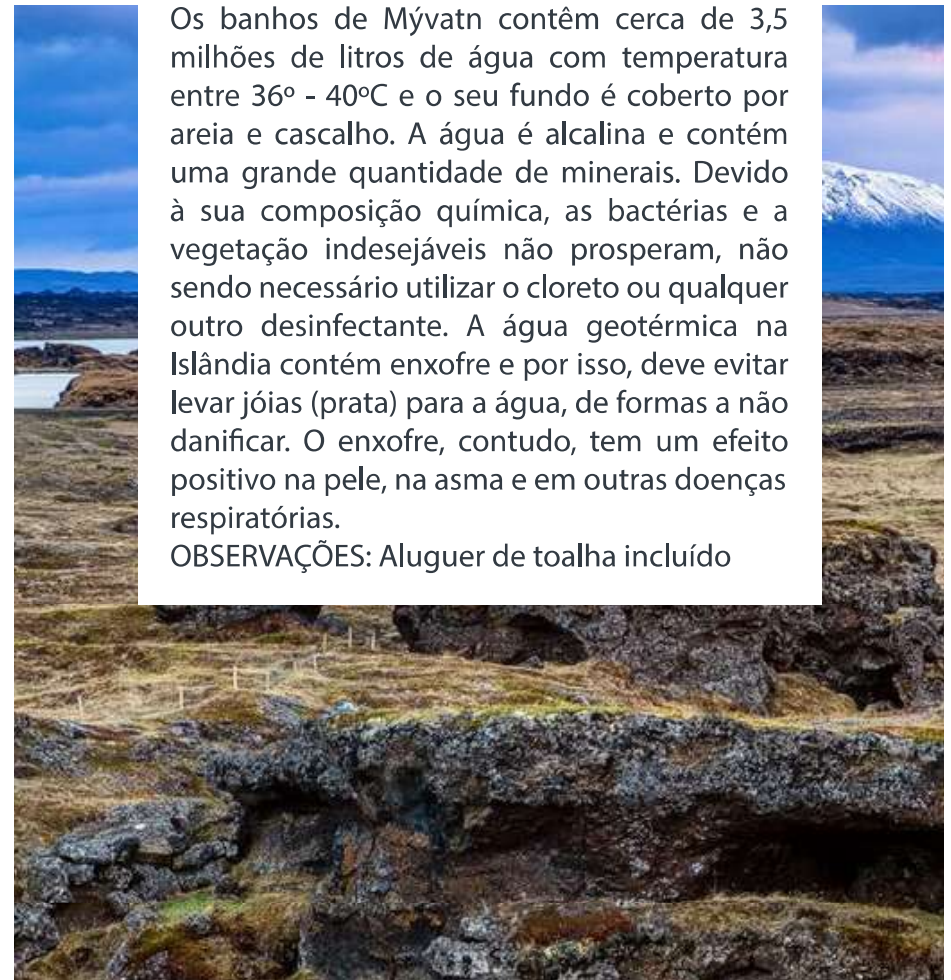 Os banhos de Mývatn contêm cerca de 3,5
milhões de litros de água com temperatura
entre 36º - 40ºC e o seu fundo é coberto por
areia e cascalho. A água é alcalina e contém
uma grande quantidade de minerais. Devido
à sua composição química, as bactérias e a
vegetação indesejáveis não prosperam, não
sendo necessário utilizar o cloreto ou qualquer
outro desinfectante. A água geotérmica na
Islândia contém enxofre e por isso, deve evitar
levar jóias (prata) para a água, de formas a não
danificar. O enxofre, contudo, tem um efeito
positivo na pele, na asma e em outras doenças
respiratórias.
OBSERVAÇÕES: Aluguer de toalha incluído